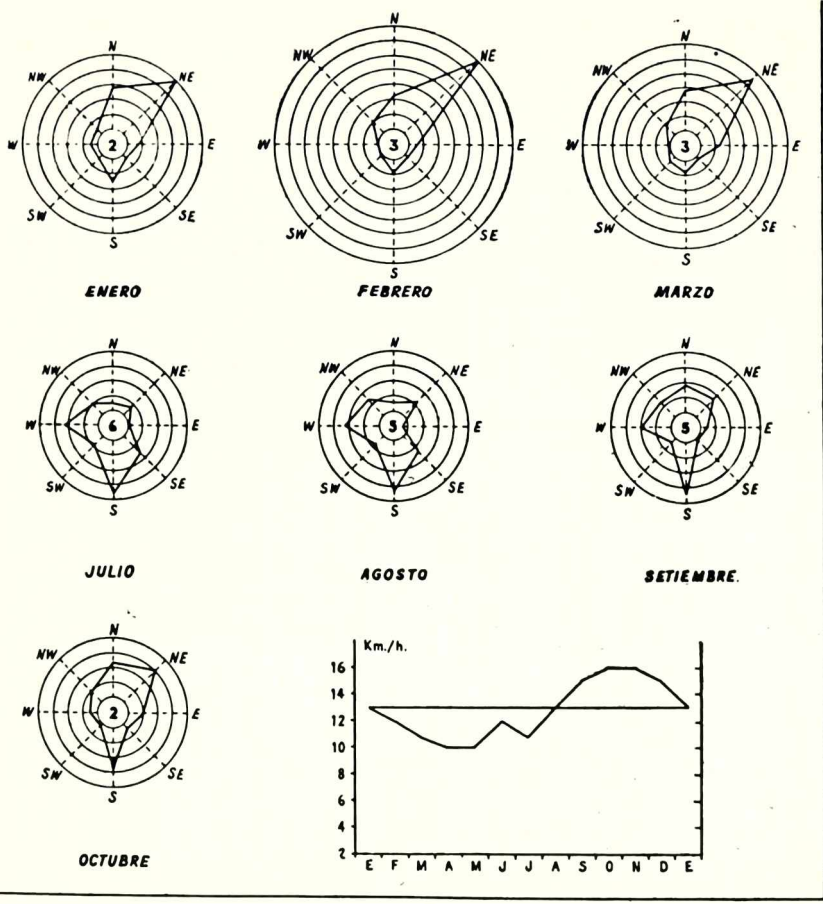 N
NW NE
W 2 E
SW SE
S
ENERO
N
NW NE
W 3 E
SW SE
S
FEBRERO
N
NW NE
W 3 E
SW SE
S
MARZO
N
NW NE
W 6 E
SW SE
S
JULIO
N
NW NE
W 5 E
SW SE
S
AGOSTO
N
NW NE
W 5 E
SW SE
S
SETIEMBRE.
N
NW NE
W 2 E
SW SE
S
OCTUBRE
Km./h.
16
14
12
10
8
6
4
2
E F M A M J J A S O N D E